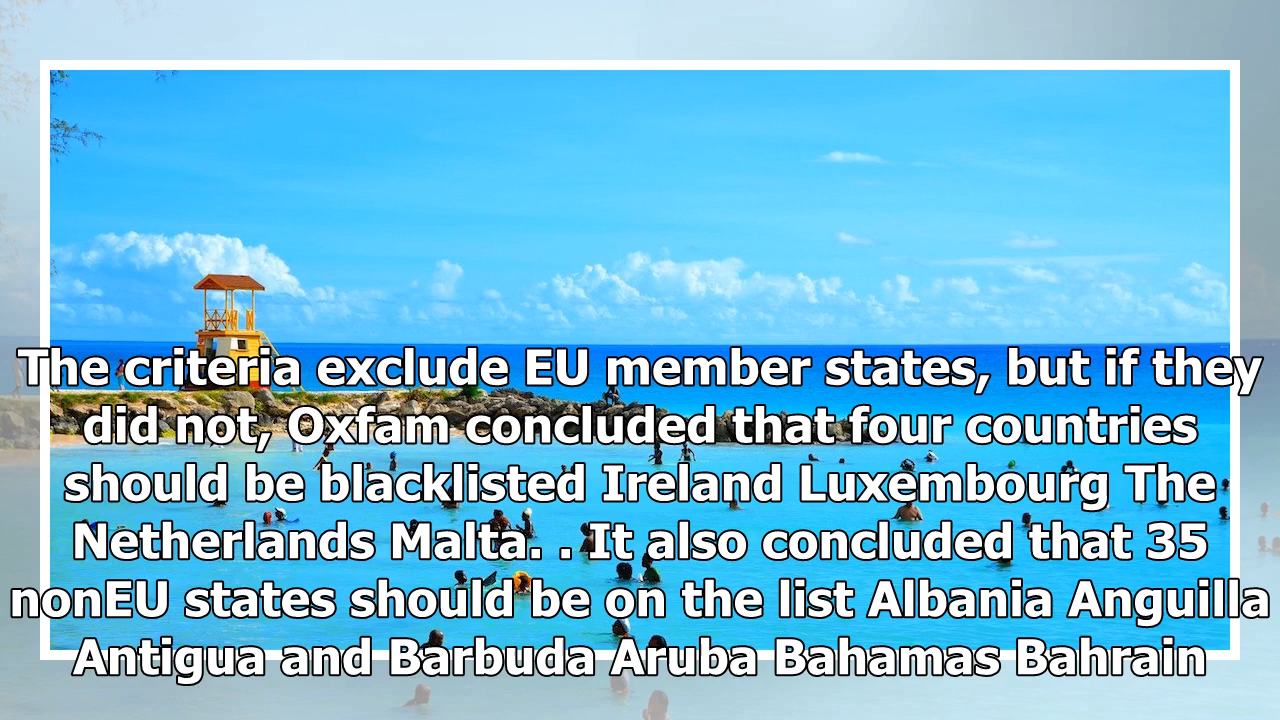 The criteria exclude EU member states, but if they
did not, Oxfam concluded that four countries
should be blacklisted Ireland Luxembourg The
Netherlands Malta. . It also concluded that 35
nonEU states should be on the list Albania Anguilla
Antigua and Barbuda Aruba Bahamas Bahrain